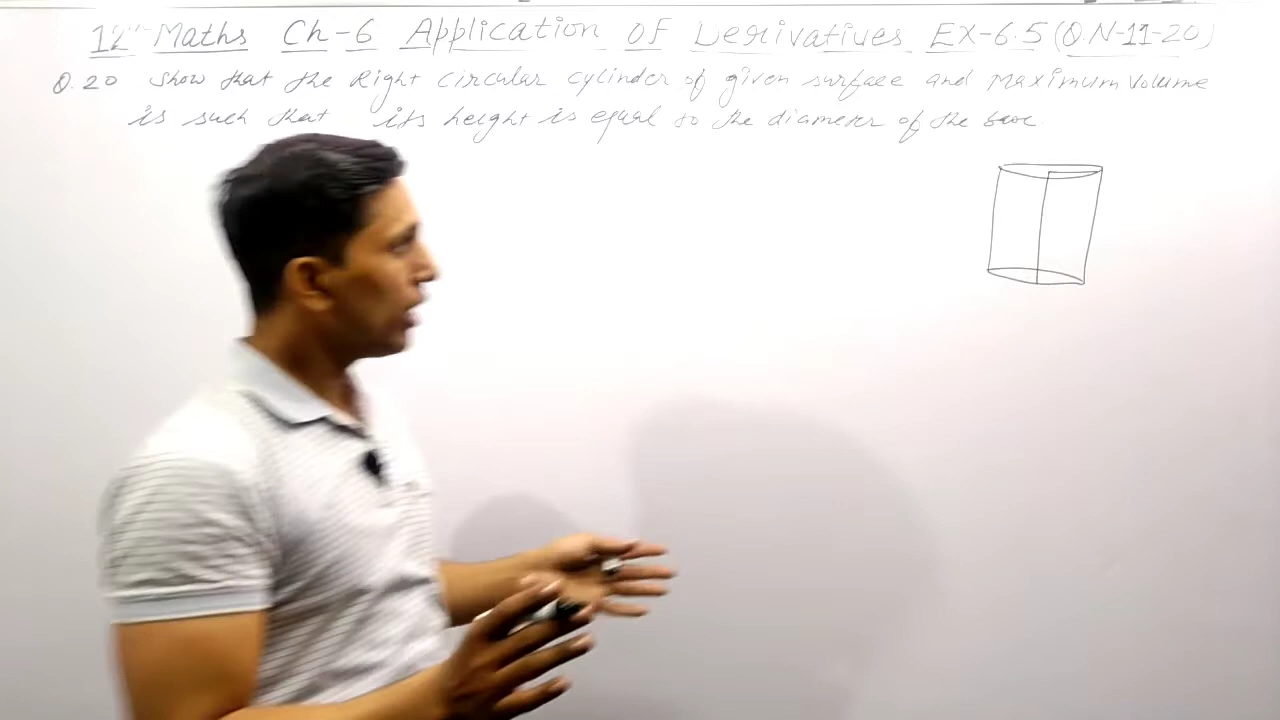 12th Maths Ch-6 Application OF Derivatives EX-6.5 (Q.N-11-20)
Q.20 Show that the Right circular cylinder of given surface and Maximum Volume
is such that its height is equal to the diameter of the base